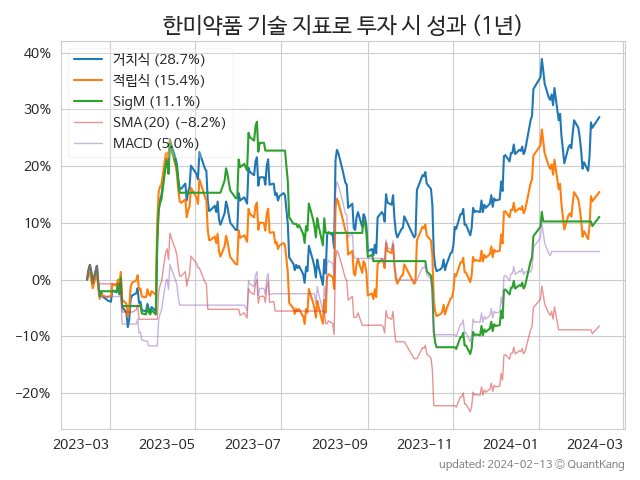 한미약품 기술 지표로 투자 시 성과 (1년)
40%
30%
20%
10%
0%
−10%
−20%
거치식 (28.7%)
적립식 (15.4%)
SigM (11.1%)
SMA(20) (−8.2%)
MACD (5.0%)
2023-03
2023-05
2023-07
2023-09
2023-11
2024-01
2024-03
updated: 2024-02-13 ⓒ QuantKang